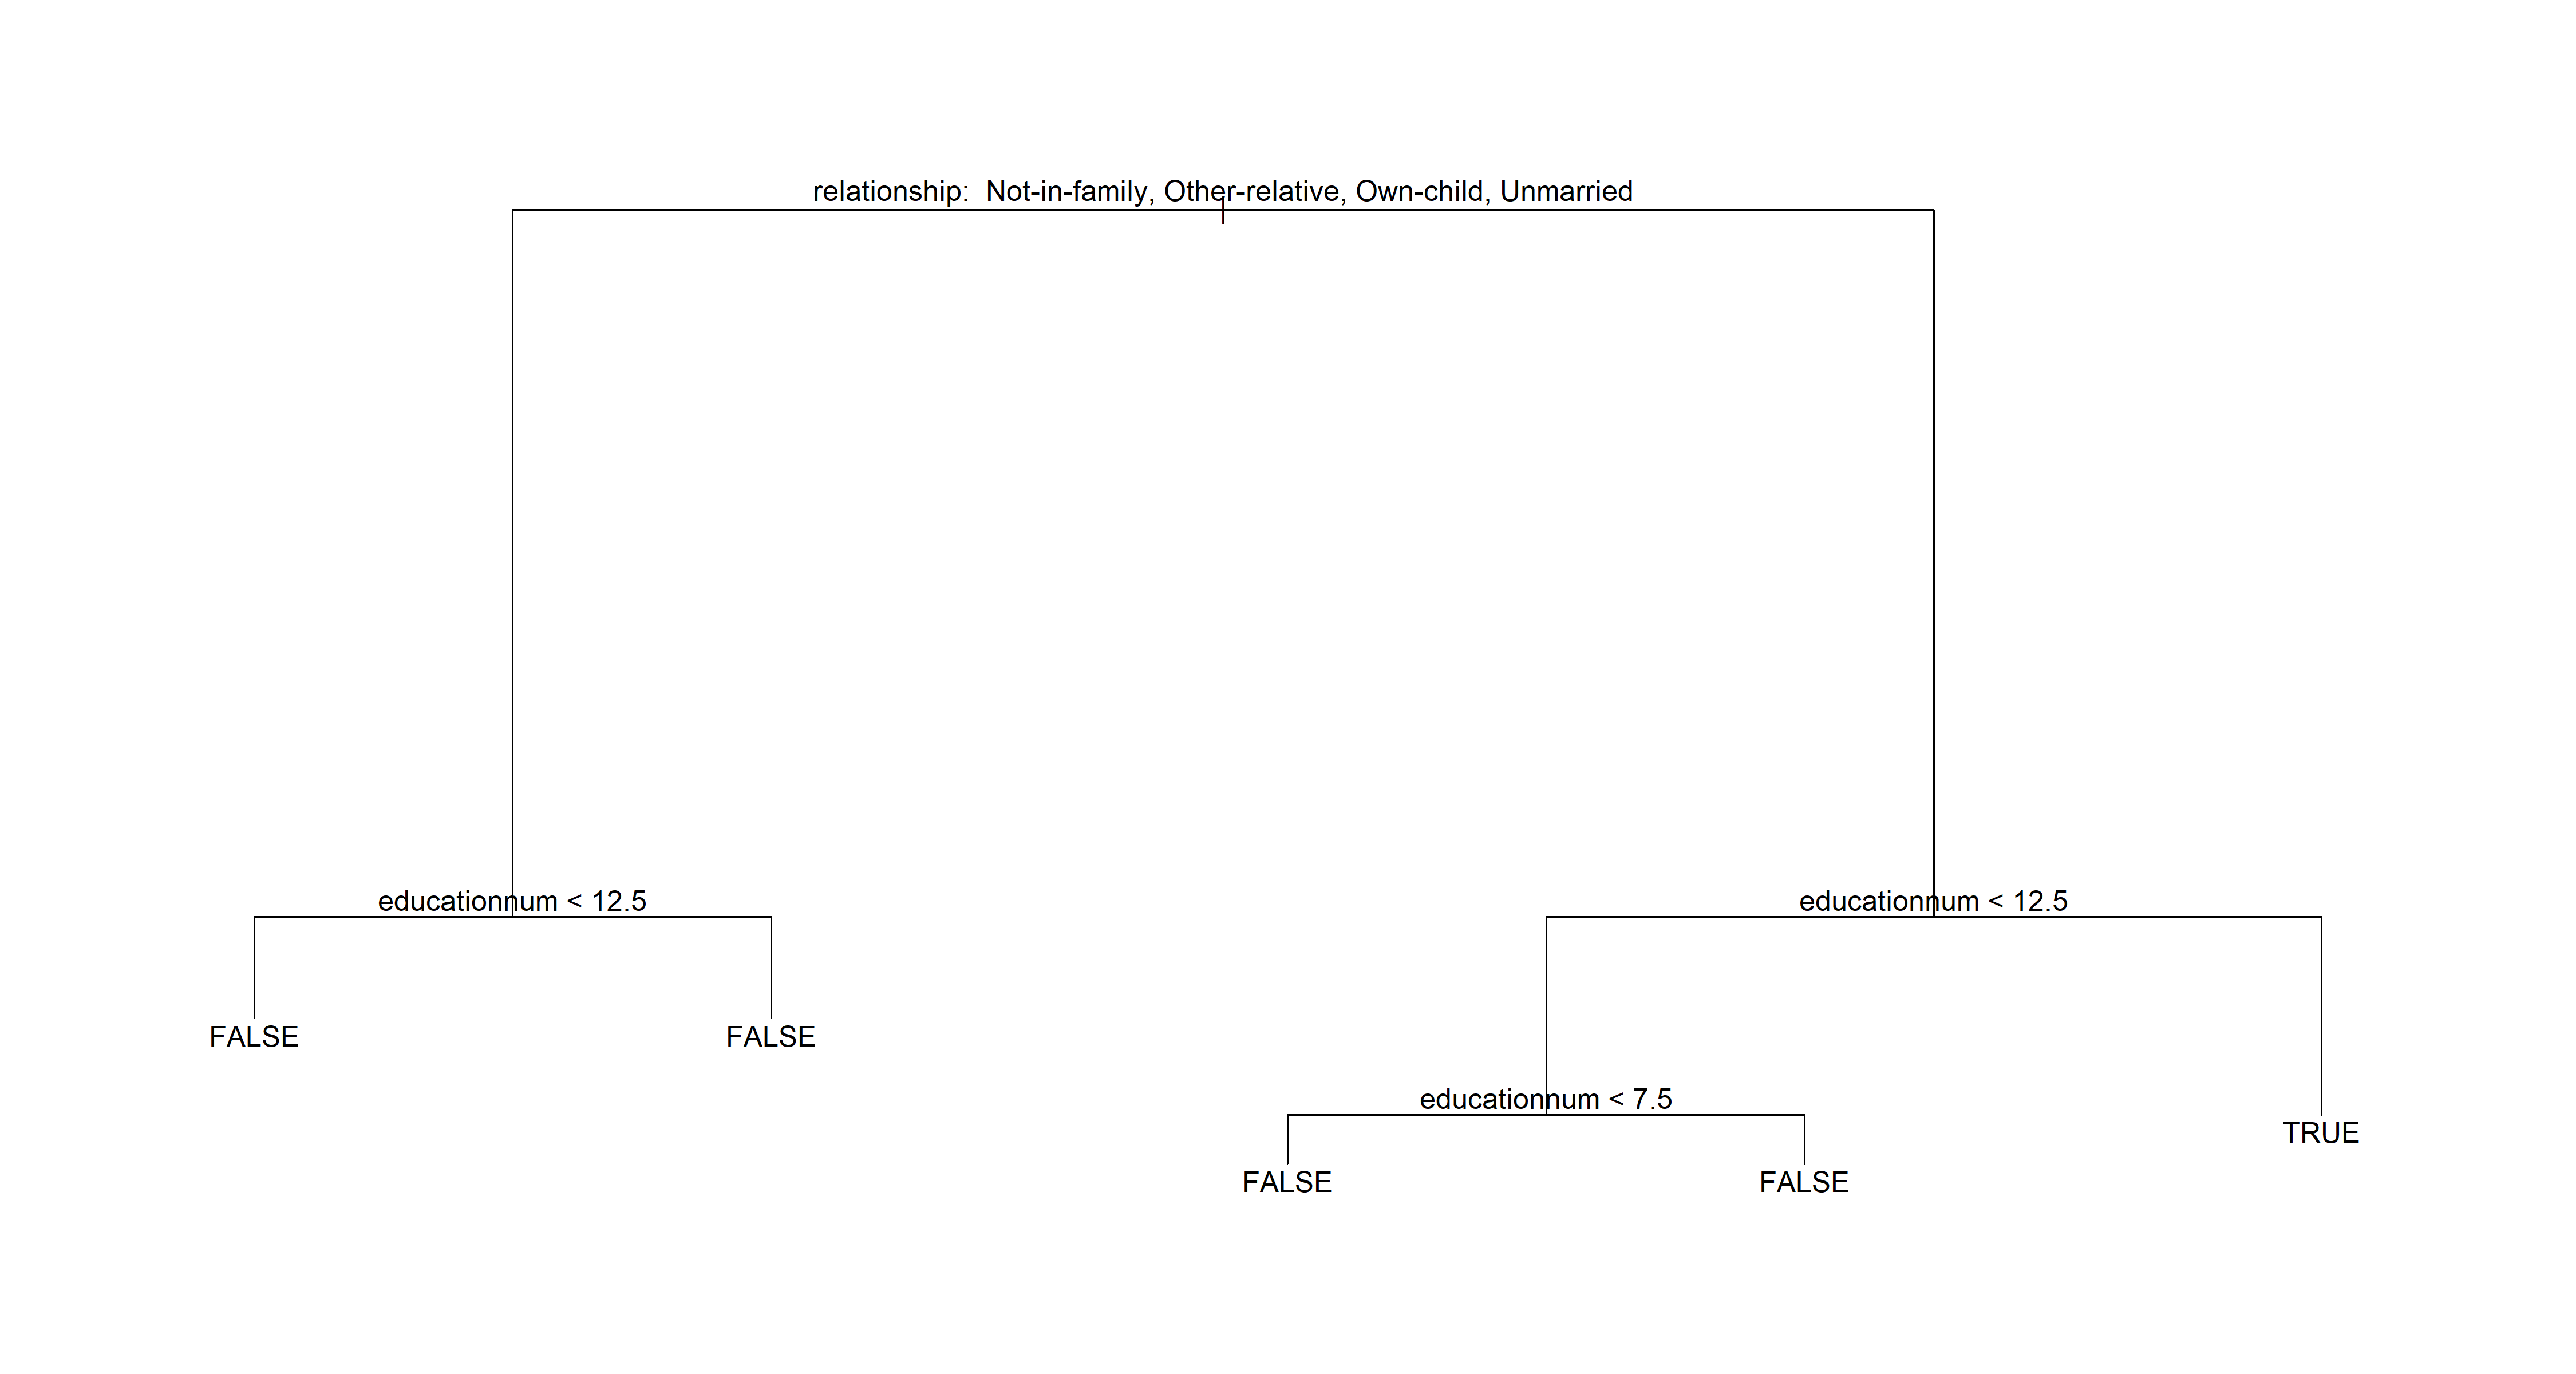 relationship:  Not-in-family, Other-relative, Own-child, Unmarried
educationnum < 12.5
educationnum < 12.5
FALSE
FALSE
educationnum < 7.5
TRUE
FALSE
FALSE